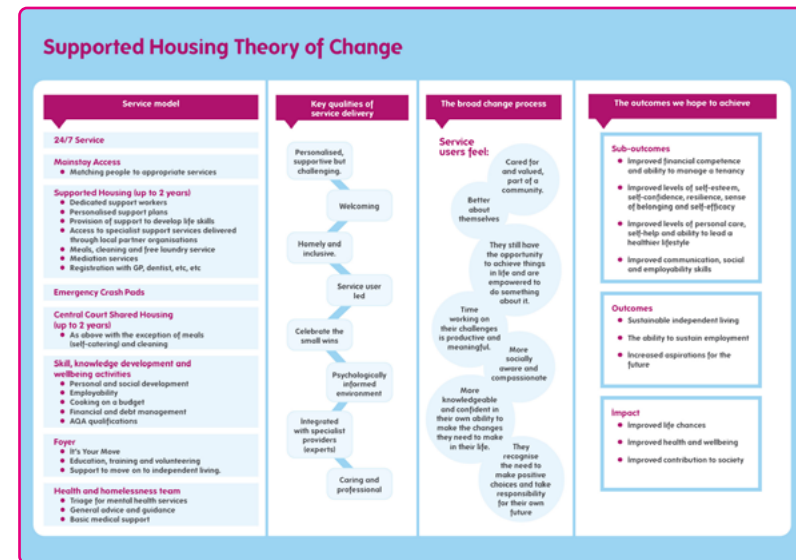 Supported Housing Theory of Change
Service model
24/7 Service
Mainstay Access
• Matching people to appropriate services
Supported Housing (up to 2 years)
• Dedicated support workers
• Personalised support plans
• Provision of support to develop life skills
• Access to specialist support services delivered
through local partner organisations
• Meals, cleaning and free laundry service
• Mediation services
• Registration with GP, dentist, etc, etc
Emergency Crash Pads
Central Court Shared Housing
(up to 2 years)
• As above with the exception of meals
(self-catering) and cleaning
Skill, knowledge development and
wellbeing activities
• Personal and social development
• Employability
• Cooking on a budget
• Financial and debt management
• AQA qualifications
Foyer
• It's Your Move
• Education, training and volunteering
• Support to move on to independent living.
Health and homelessness team
• Triage for mental health services
• General advice and guidance
• Basic medical support
Key qualities of
service delivery
Personalised,
supportive but
challenging.
Welcoming
Homely and
inclusive.
Service user
led
Celebrate the
small wins
Psychologically
informed
environment
Integrated
with specialist
providers
(experts)
Caring and
professional
The broad change process
Service
users feel:
Cared for
and valued,
part of a
community.
Better
about
themselves
They still have
the opportunity
to achieve things
in life and are
empowered to
do something
about it.
Time
working on
their challenges
is productive and
meaningful.
More
socially
aware and
compassionate
More
knowledgeable
and confident in
their own ability to
make the changes
they need to make
in their life.
They
recognise
the need to
make positive
choices and take
responsibility
for their own
future
The outcomes we hope to achieve
Sub-outcomes
• Improved financial competence
and ability to manage a tenancy
• Improved levels of self-esteem,
self-confidence, resilience, sense
of belonging and self-efficacy
• Improved levels of personal care,
self-help and ability to lead a
healthier lifestyle
• Improved communication, social
and employability skills
Outcomes
• Sustainable independent living
• The ability to sustain employment
• Increased aspirations for the
future
Impact
• Improved life chances
• Improved health and wellbeing
• Improved contribution to society